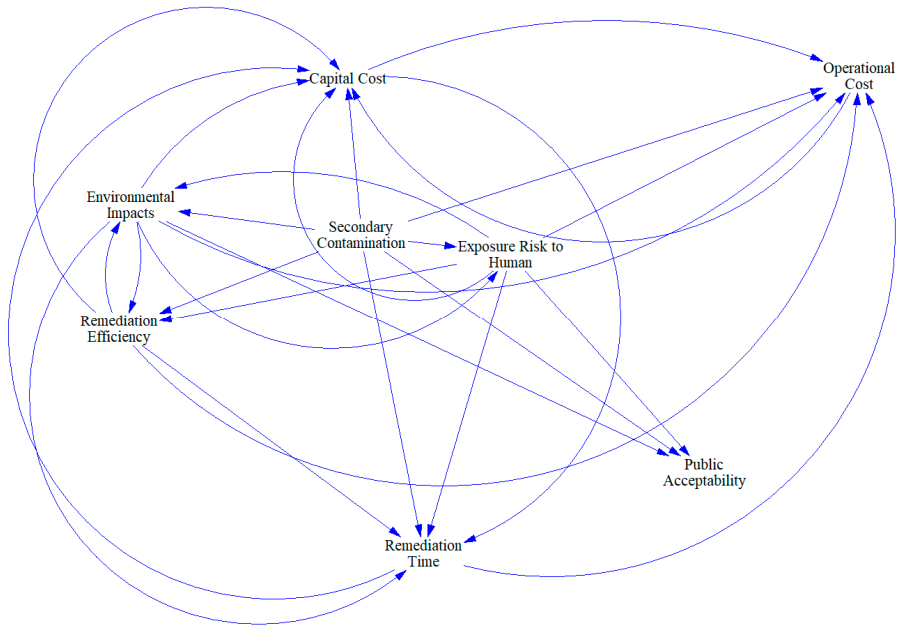 Capital Cost
Operational
Cost
Environmental
Impacts
Secondary
Contamination
Exposure Risk to
Human
Remediation
Efficiency
Public
Acceptability
Remediation
Time